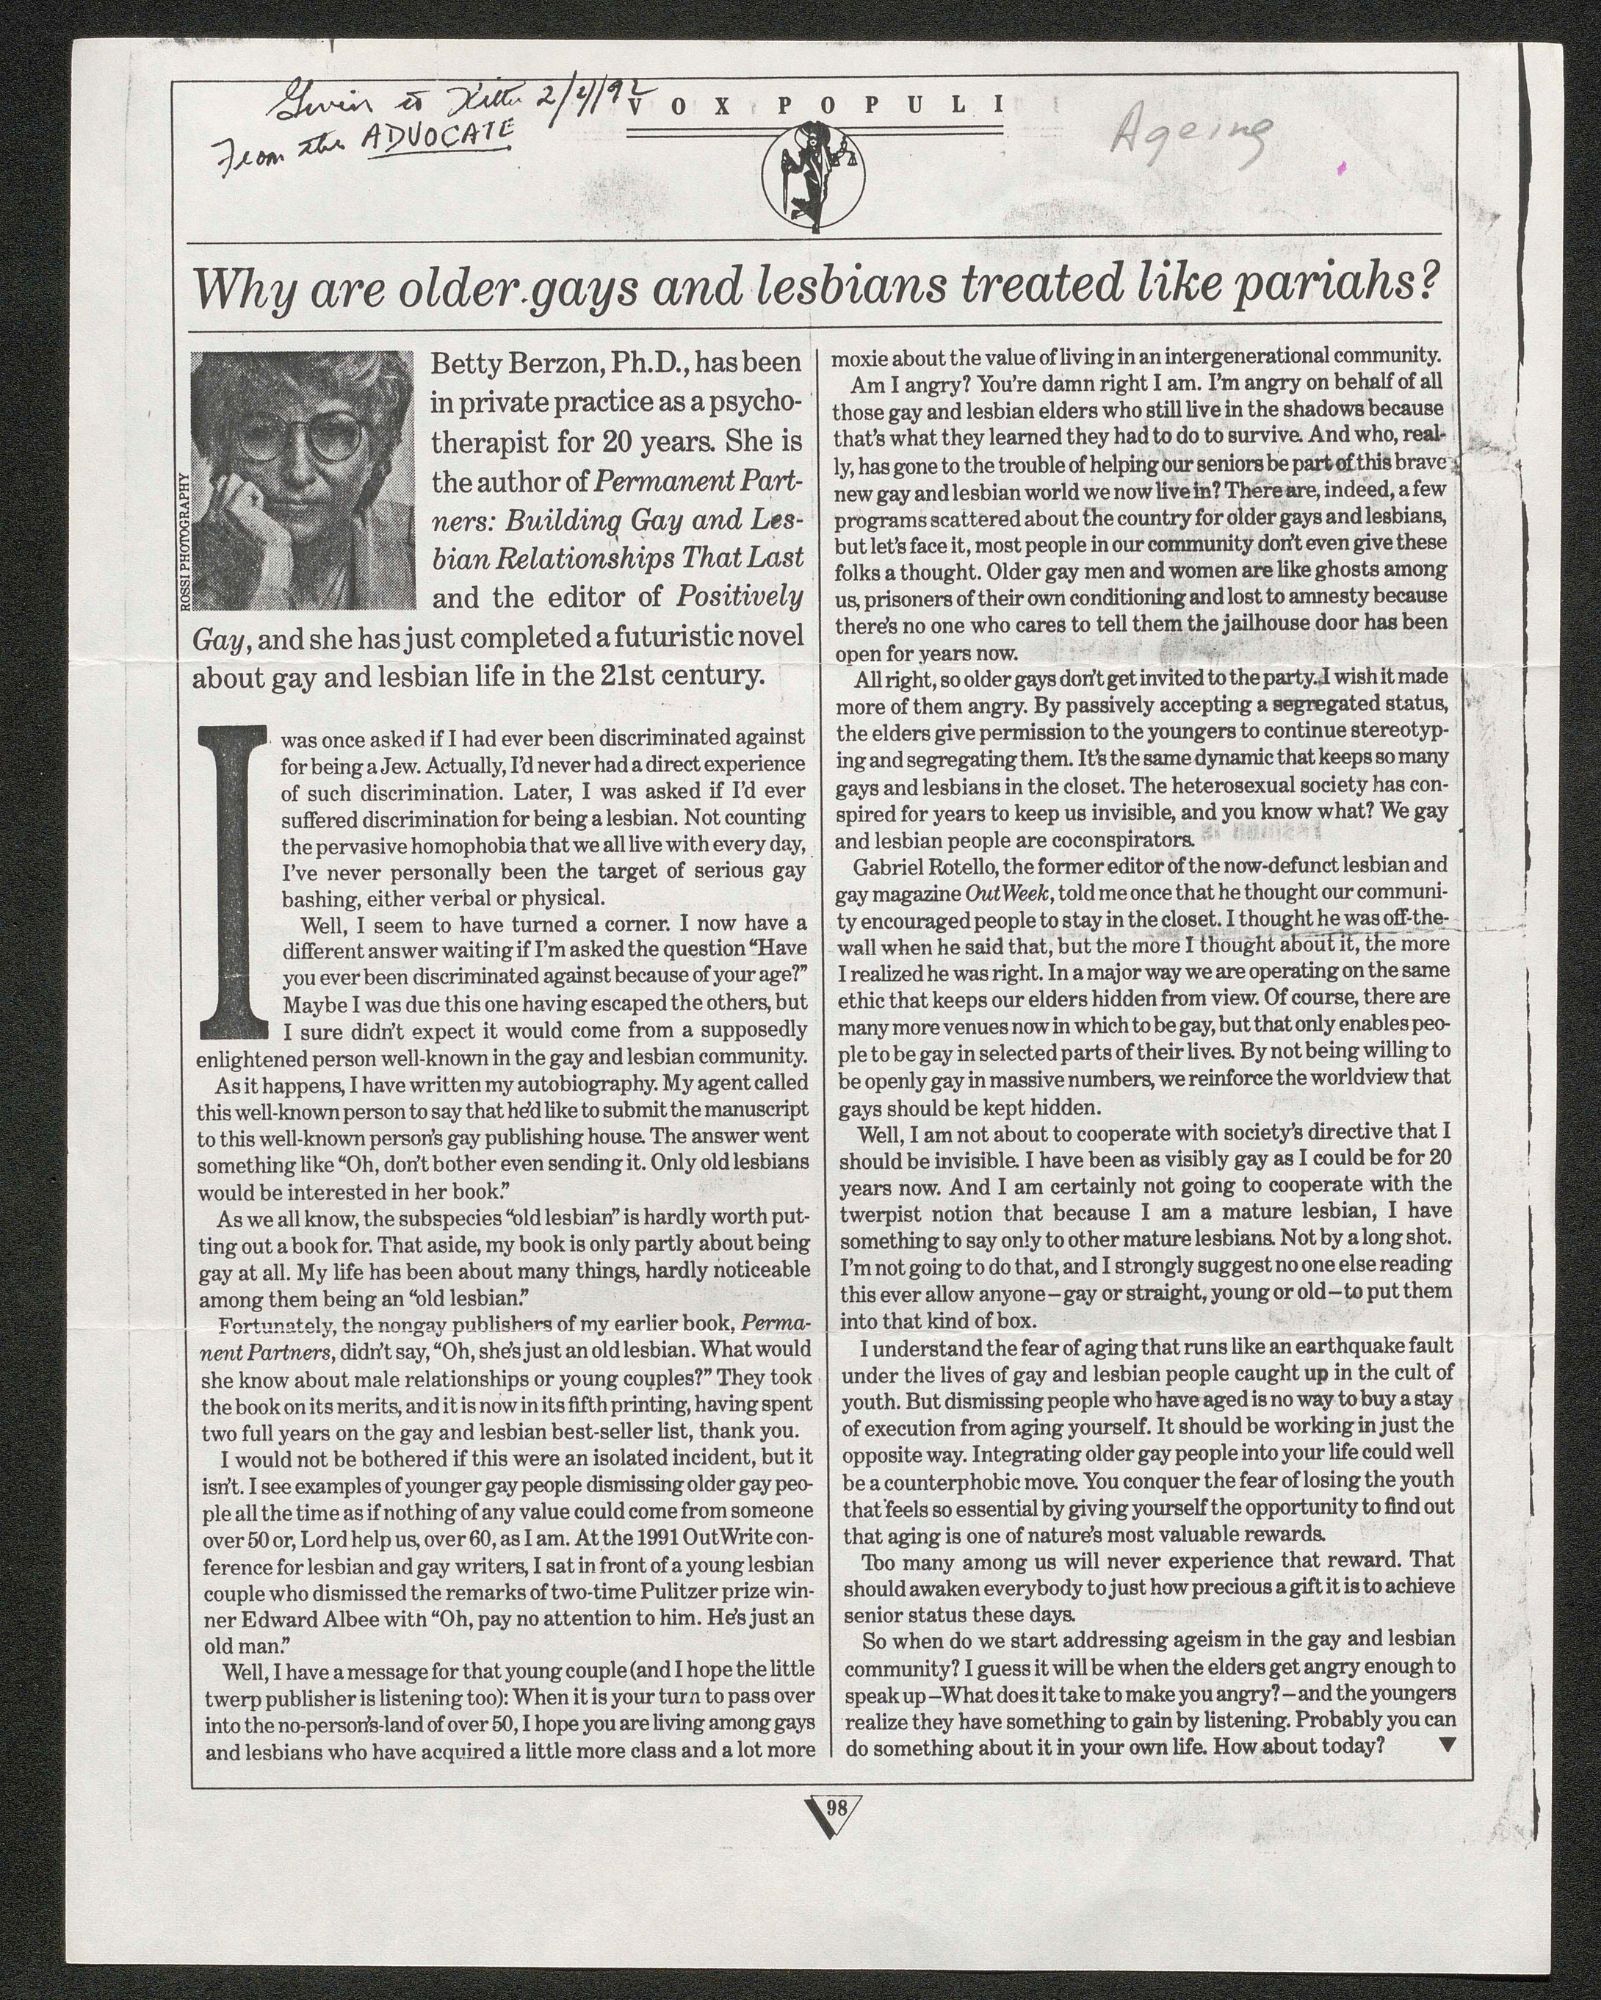 Given to Kitte 2/4/92
From the ADVOCATE
VOX POPULI
Ageing
Why are older gays and lesbians treated like pariahs?
ROSSI PHOTOGRAPHY
Betty Berzon, Ph.D., has been
in private practice as a psycho-
therapist for 20 years. She is
the author of Permanent Part-
ners: Building Gay and Les-
bian Relationships That Last
and the editor of Positively
Gay, and she has just completed a futuristic novel
about gay and lesbian life in the 21st century.
I was once asked if I had ever been discriminated against
for being a Jew. Actually, I'd never had a direct experience
of such discrimination. Later, I was asked if I'd ever
suffered discrimination for being a lesbian. Not counting
the pervasive homophobia that we all live with every day,
I've never personally been the target of serious gay
bashing, either verbal or physical.
Well, I seem to have turned a corner. I now have a
different answer waiting if I'm asked the question “Have
you ever been discriminated against because of your age?”
Maybe I was due this one having escaped the others, but
I sure didn't expect it would come from a supposedly
enlightened person well-known in the gay and lesbian community.
As it happens, I have written my autobiography. My agent called
this well-known person to say that he'd like to submit the manuscript
to this well-known person's gay publishing house. The answer went
something like “Oh, don't bother even sending it. Only old lesbians
would be interested in her book.”
As we all know, the subspecies “old lesbian” is hardly worth put-
ting out a book for. That aside, my book is only partly about being
gay at all. My life has been about many things, hardly noticeable
among them being an “old lesbian.”
Fortunately, the nongay publishers of my earlier book, Perma-
nent Partners, didn't say, “Oh, she's just an old lesbian. What would
she know about male relationships or young couples?” They took
the book on its merits, and it is now in its fifth printing, having spent
two full years on the gay and lesbian best-seller list, thank you.
I would not be bothered if this were an isolated incident, but it
isn't. I see examples of younger gay people dismissing older gay peo-
ple all the time as if nothing of any value could come from someone
over 50 or, Lord help us, over 60, as I am. At the 1991 OutWrite con-
ference for lesbian and gay writers, I sat in front of a young lesbian
couple who dismissed the remarks of two-time Pulitzer prize win-
ner Edward Albee with “Oh, pay no attention to him. He's just an
old man.”
Well, I have a message for that young couple (and I hope the little
twerp publisher is listening too): When it is your turn to pass over
into the no-person's-land of over 50, I hope you are living among gays
and lesbians who have acquired a little more class and a lot more
moxie about the value of living in an intergenerational community.
Am I angry? You're damn right I am. I'm angry on behalf of all
those gay and lesbian elders who still live in the shadows because
that's what they learned they had to do to survive. And who, real-
ly, has gone to the trouble of helping our seniors be part of this brave
new gay and lesbian world we now live in? There are, indeed, a few
programs scattered about the country for older gays and lesbians,
but let's face it, most people in our community don't even give these
folks a thought. Older gay men and women are like ghosts among
us, prisoners of their own conditioning and lost to amnesty because
there's no one who cares to tell them the jailhouse door has been
open for years now.
All right, so older gays don't get invited to the party. I wish it made
more of them angry. By passively accepting a segregated status,
the elders give permission to the youngers to continue stereotyp-
ing and segregating them. It's the same dynamic that keeps so many
gays and lesbians in the closet. The heterosexual society has con-
spired for years to keep us invisible, and you know what? We gay
and lesbian people are coconspirators.
Gabriel Rotello, the former editor of the now-defunct lesbian and
gay magazine OutWeek, told me once that he thought our communi-
ty encouraged people to stay in the closet. I thought he was off-the-
wall when he said that, but the more I thought about it, the more
I realized he was right. In a major way we are operating on the same
ethic that keeps our elders hidden from view. Of course, there are
many more venues now in which to be gay, but that only enables peo-
ple to be gay in selected parts of their lives. By not being willing to
be openly gay in massive numbers, we reinforce the worldview that
gays should be kept hidden.
Well, I am not about to cooperate with society's directive that I
should be invisible. I have been as visibly gay as I could be for 20
years now. And I am certainly not going to cooperate with the
twerpist notion that because I am a mature lesbian, I have
something to say only to other mature lesbians. Not by a long shot.
I'm not going to do that, and I strongly suggest no one else reading
this ever allow anyone—gay or straight, young or old—to put them
into that kind of box.
I understand the fear of aging that runs like an earthquake fault
under the lives of gay and lesbian people caught up in the cult of
youth. But dismissing people who have aged is no way to buy a stay
of execution from aging yourself. It should be working in just the
opposite way. Integrating older gay people into your life could well
be a counterphobic move. You conquer the fear of losing the youth
that feels so essential by giving yourself the opportunity to find out
that aging is one of nature's most valuable rewards.
Too many among us will never experience that reward. That
should awaken everybody to just how precious a gift it is to achieve
senior status these days.
So when do we start addressing ageism in the gay and lesbian
community? I guess it will be when the elders get angry enough to
speak up—What does it take to make you angry?—and the youngers
realize they have something to gain by listening. Probably you can
do something about it in your own life. How about today? ▼
98